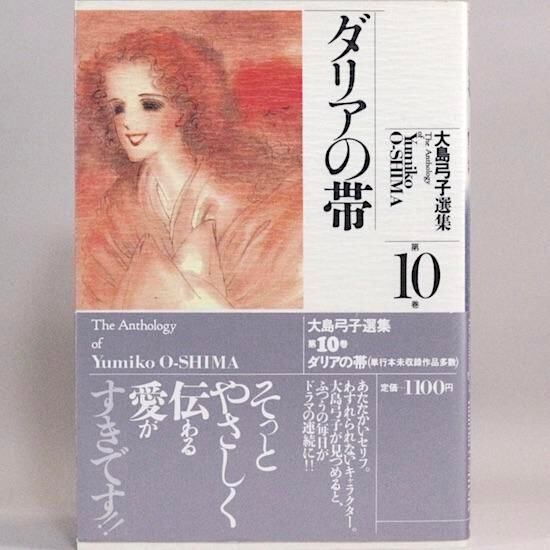 ダリアの帯
大島弓子選集
The Anthology
of
Yumiko
O-SHIMA
第
10
巻
The Anthology
of
Yumiko O-SHIMA
大島弓子選集
第10巻
ダリアの帯(単行本未収録作品多数)
定価—1100円
あたたかいセリフ。
わすれられないキャラクター。
大島弓子が見つめると、
ふつうの毎日が
ドラマの連続に!!
そっと
やさしく
伝わる
愛が
すきです!!